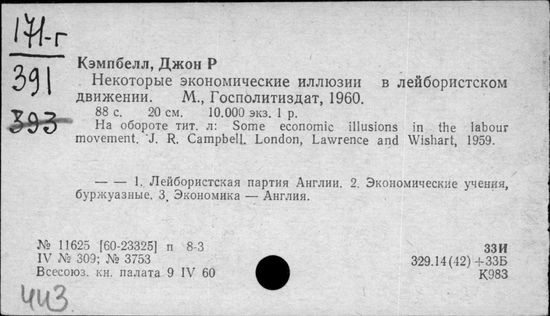 171-г
391
393
Кэмпбелл, Джон Р
Некоторые экономические иллюзии в лейбористском
движении. М., Госполитиздат, 1960.
88 с. 20 см. 10.000 экз. 1 р.
На обороте тит. л: Some economic illusions in the labour
movement. J. R. Campbell. London, Lawrence and Wishart, 1959.
— — 1. Лейбористская партия Англии. 2. Экономические учения,
буржуазные. 3. Экономика — Англия.
№ 11625 [60-23325] п 8-3
33И
IV № 309; № 3753
329.14(42)+33Б
Всесоюз. кн. палата 9 IV 60
К983
443